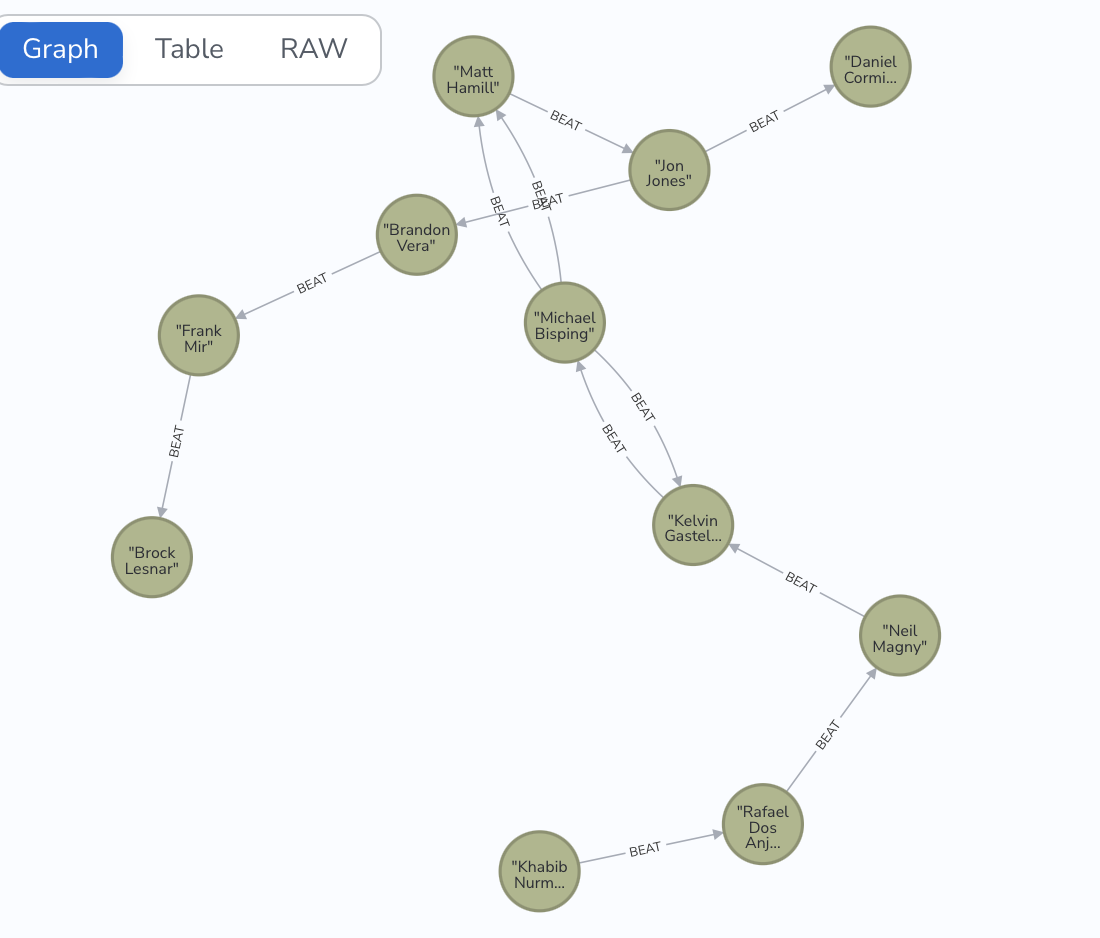 Graph Table RAW
"Matt
Hamill"
"Daniel
Cormi...
BEAT
BEAT
"Jon
Jones"
BEAT
BEAT
BEAT
"Brandon
Vera"
BEAT
"Michael
Bisping"
"Frank
Mir"
BEAT
BEAT
BEAT
"Kelvin
Gastel...
"Brock
Lesnar"
BEAT
"Neil
Magny"
BEAT
"Rafael
Dos
Anj...
BEAT
"Khabib
Nurm...